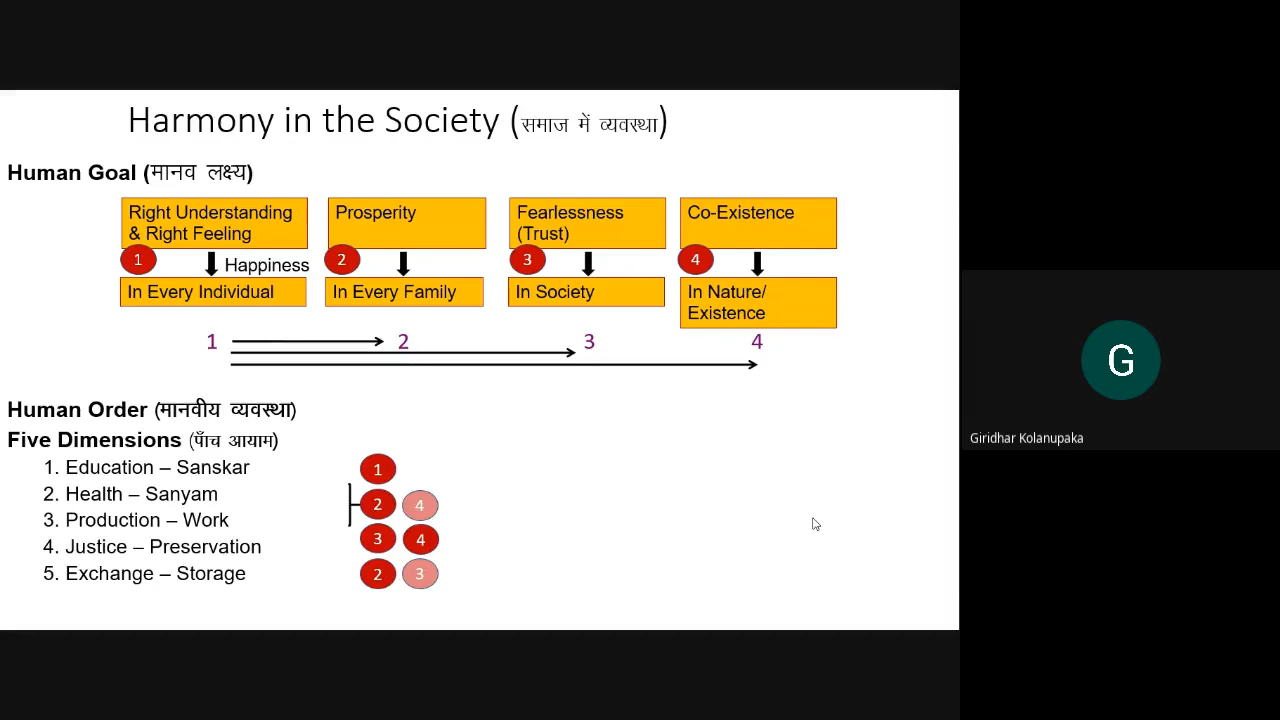 Harmony in the Society (समाज में व्यवस्था)
Human Goal (मानव लक्ष्य)
Right Understanding
& Right Feeling
Prosperity
Fearlessness
(Trust)
Co-Existence
1
Happiness
2
3
4
In Every Individual
In Every Family
In Society
In Nature/
Existence
1
2
3
4
Human Order (मानवीय व्यवस्था)
Five Dimensions (पाँच आयाम)
1. Education – Sanskar
1
2. Health – Sanyam
2
4
3. Production – Work
3
4
4. Justice – Preservation
5. Exchange – Storage
2
3
G
Giridhar Kolanupaka